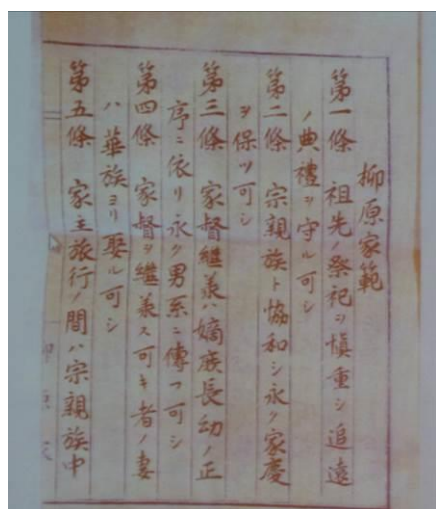 柳原家範
第一條 祖先ノ祭祀ヲ慎重シ追遠
ノ典禮ヲ守ル可シ
第二條 宗親族ト協和シ永ク家慶
ヲ保ツ可シ
第三條 家督継承ハ嫡庶長幼ノ正
序ニ依リ永ク男系ニ傳フ可シ
第四條 家督ヲ継承ス可キ者ノ妻
ハ華族ヨリ娶ル可シ
第五條 家主旅行ノ間ハ宗親族中